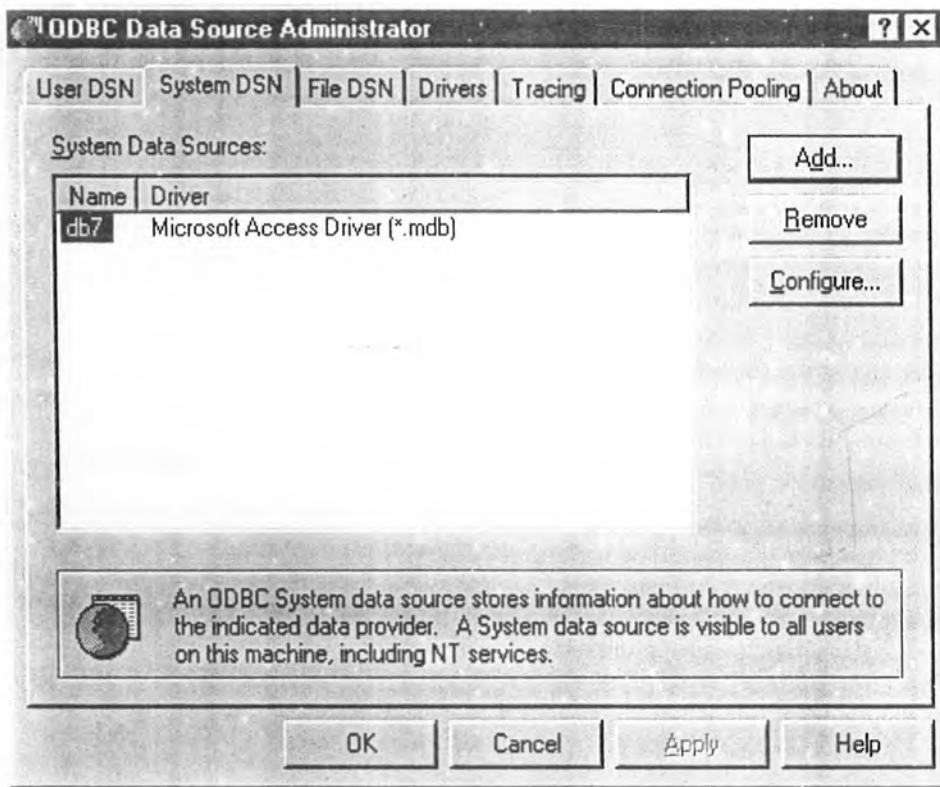 ODBC Data Source Administrator
User DSN System DSN File DSN Drivers Tracing Connection Pooling About
System Data Sources:
Add...
Name Driver
Remove
db7 Microsoft Access Driver (*.mdb)
Configure...
An ODBC System data source stores information about how to connect to
the indicated data provider. A System data source is visible to all users
on this machine, including NT services.
OK Cancel Apply Help